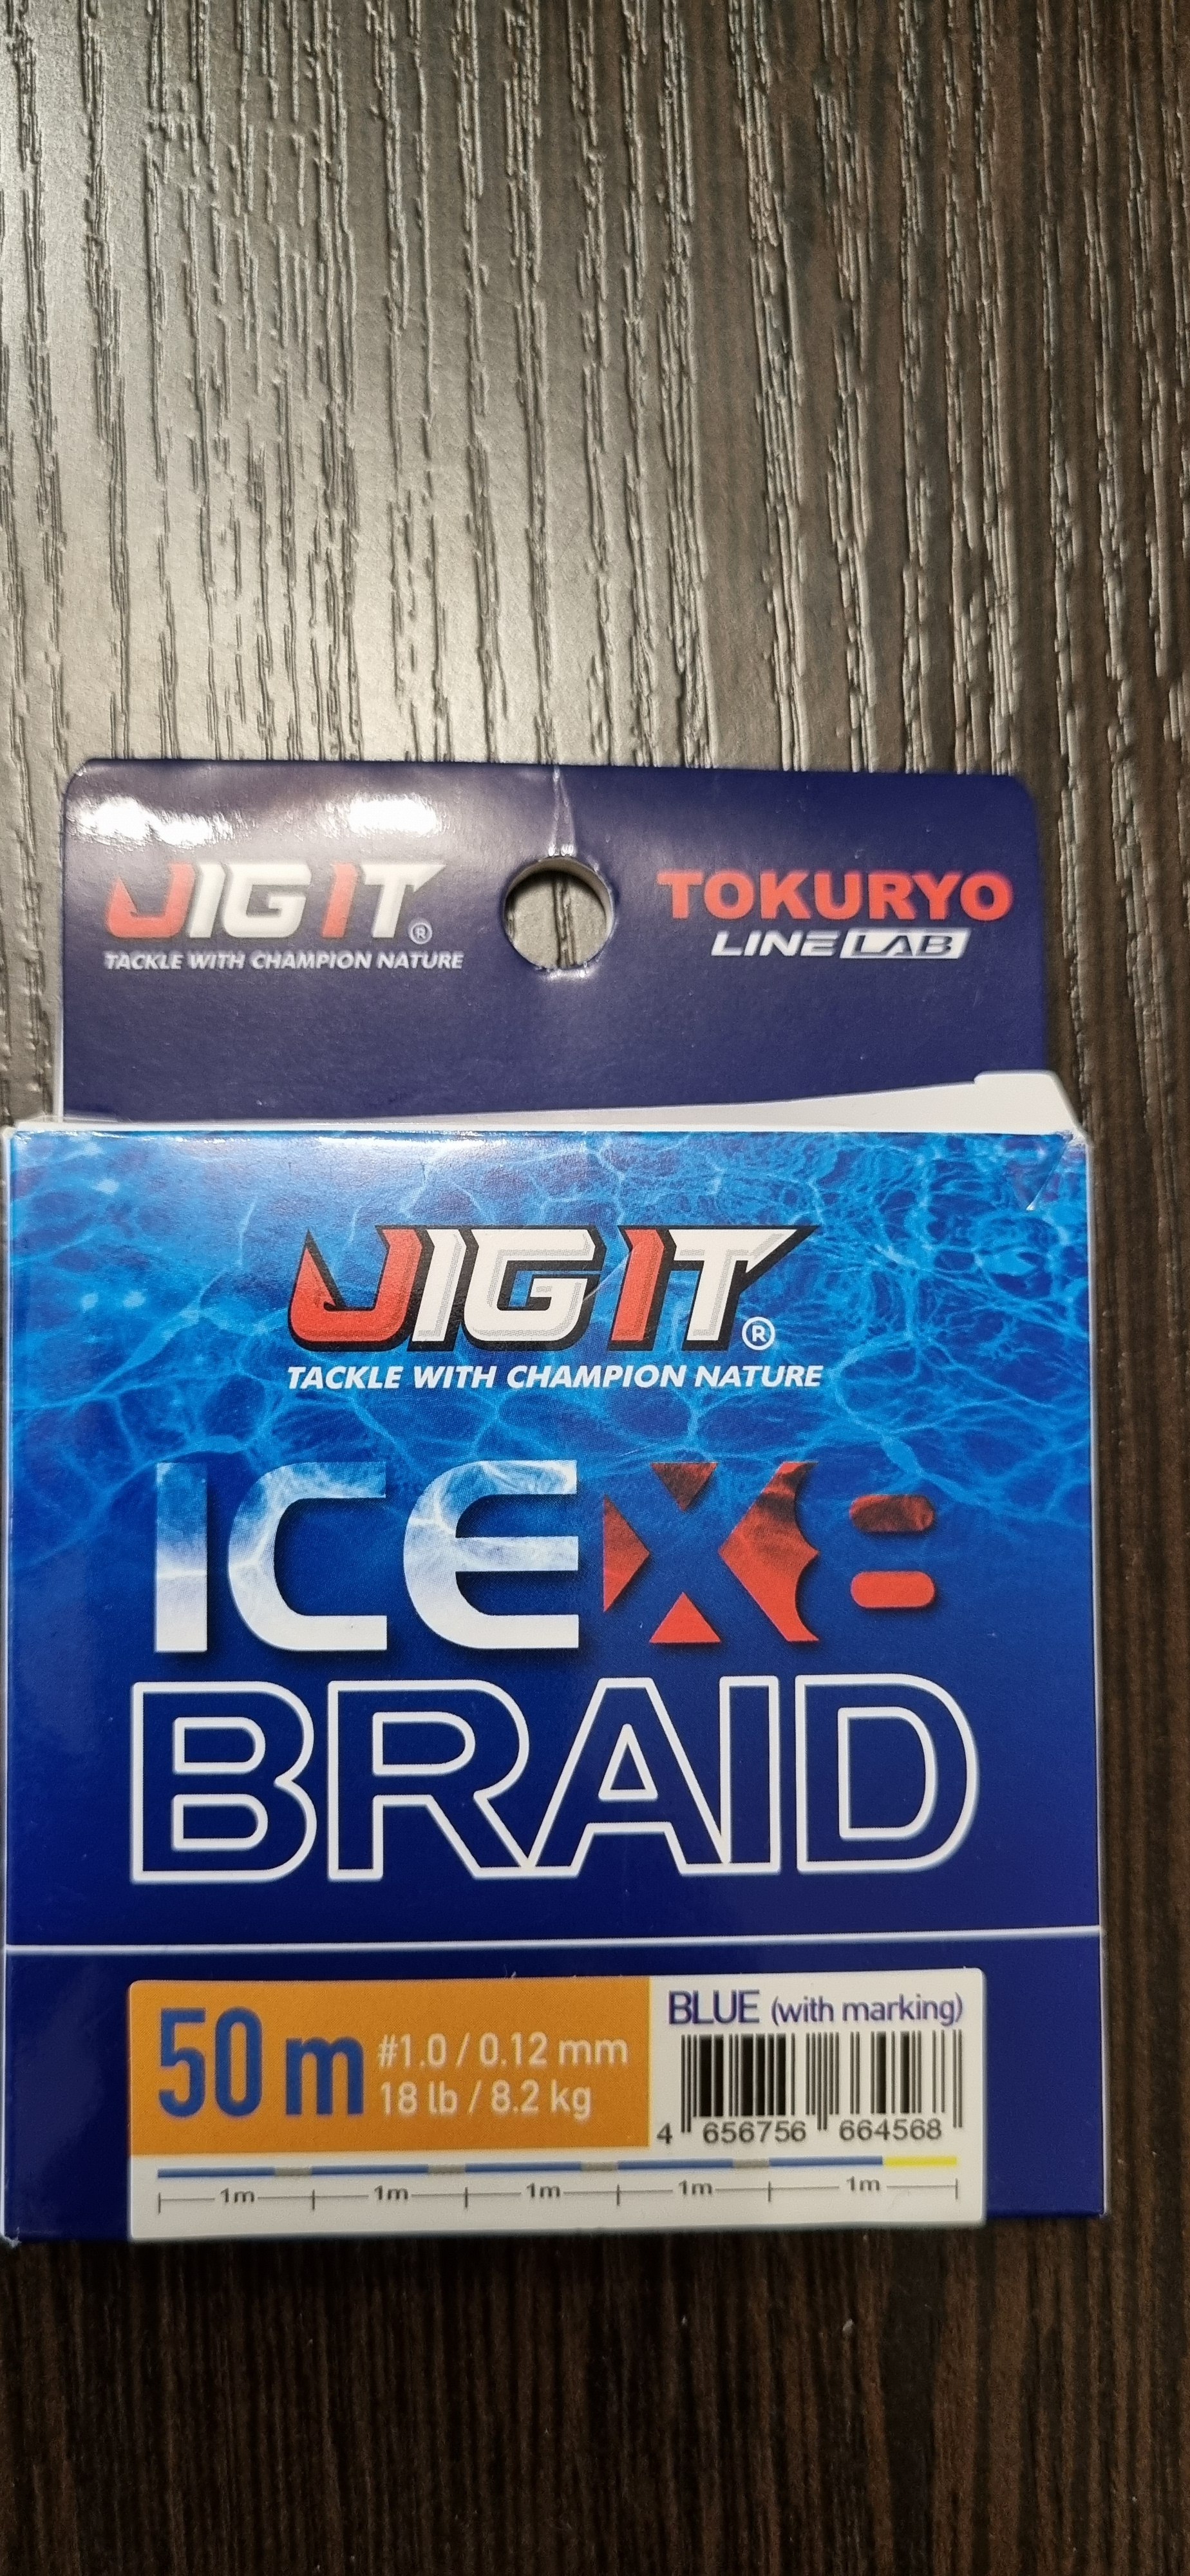 JIG IT ®
TACKLE WITH CHAMPION NATURE
TOKURYO
LINE LAB
JIG IT ®
TACKLE WITH CHAMPION NATURE
ICE X8
BRAID
50 m
#1.0 / 0.12 mm
18 lb / 8.2 kg
BLUE (with marking)
4 656756 664568
1m 1m 1m 1m 1m